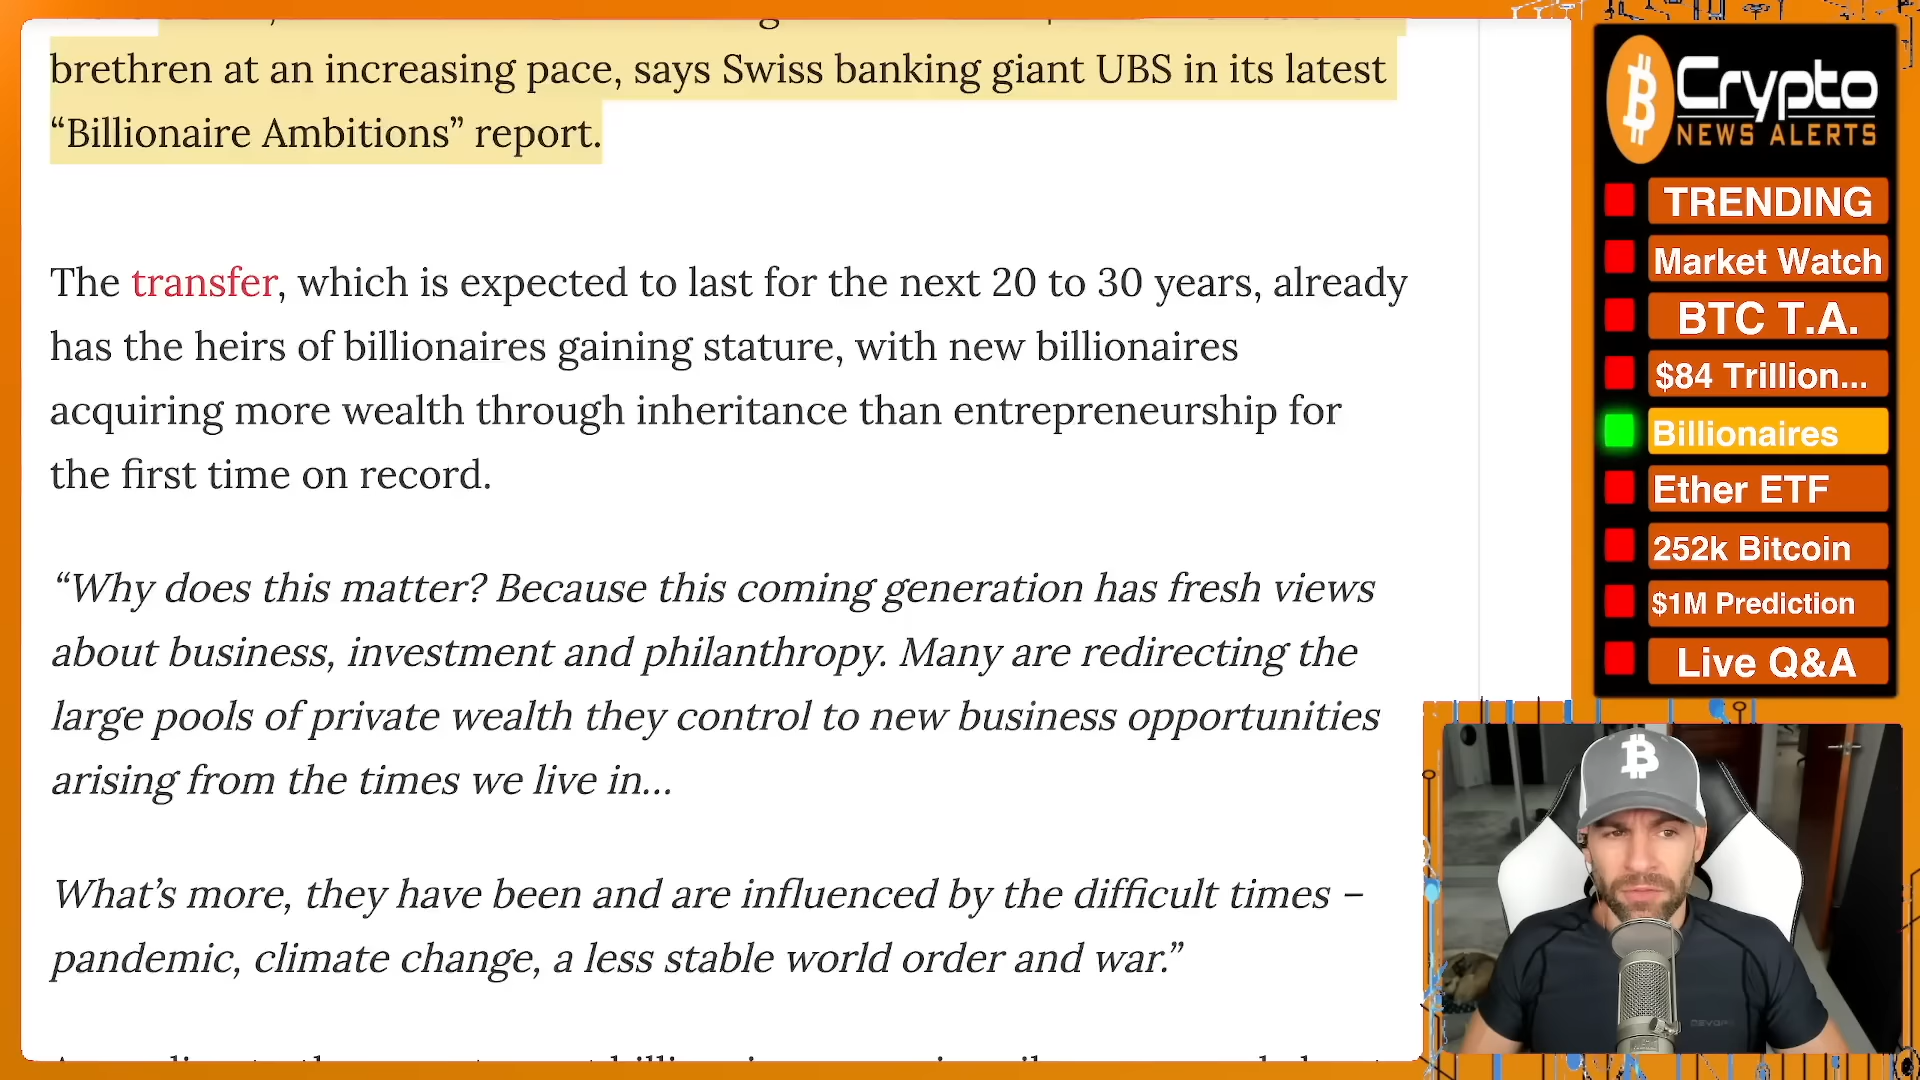 brethren at an increasing pace, says Swiss banking giant UBS in its latest
“Billionaire Ambitions” report.
The transfer, which is expected to last for the next 20 to 30 years, already
has the heirs of billionaires gaining stature, with new billionaires
acquiring more wealth through inheritance than entrepreneurship for
the first time on record.
“Why does this matter? Because this coming generation has fresh views
about business, investment and philanthropy. Many are redirecting the
large pools of private wealth they control to new business opportunities
arising from the times we live in...
What’s more, they have been and are influenced by the difficult times –
pandemic, climate change, a less stable world order and war.”
Crypto
NEWS ALERTS
TRENDING
Market Watch
BTC T.A.
$84 Trillion...
Billionaires
Ether ETF
252k Bitcoin
$1M Prediction
Live Q&A